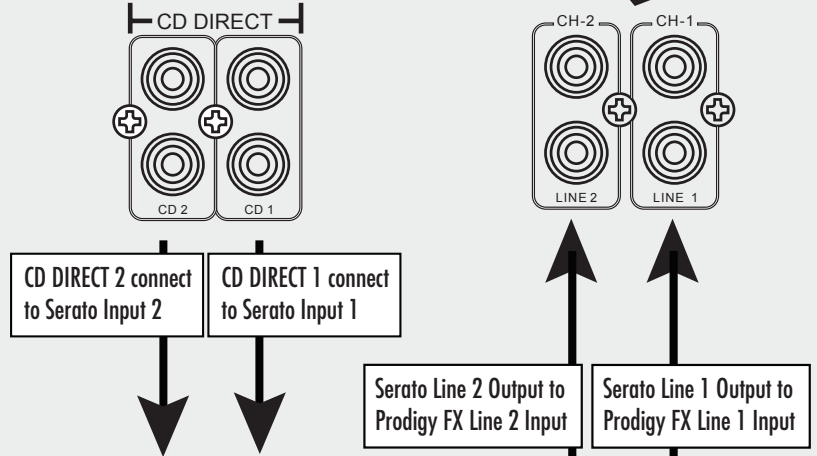 CD DIRECT
CH-2
CH-1
CD 2
CD 1
LINE 2
LINE 1
CD DIRECT 2 connect
to Serato Input 2
CD DIRECT 1 connect
to Serato Input 1
Serato Line 2 Output to
Prodigy FX Line 2 Input
Serato Line 1 Output to
Prodigy FX Line 1 Input